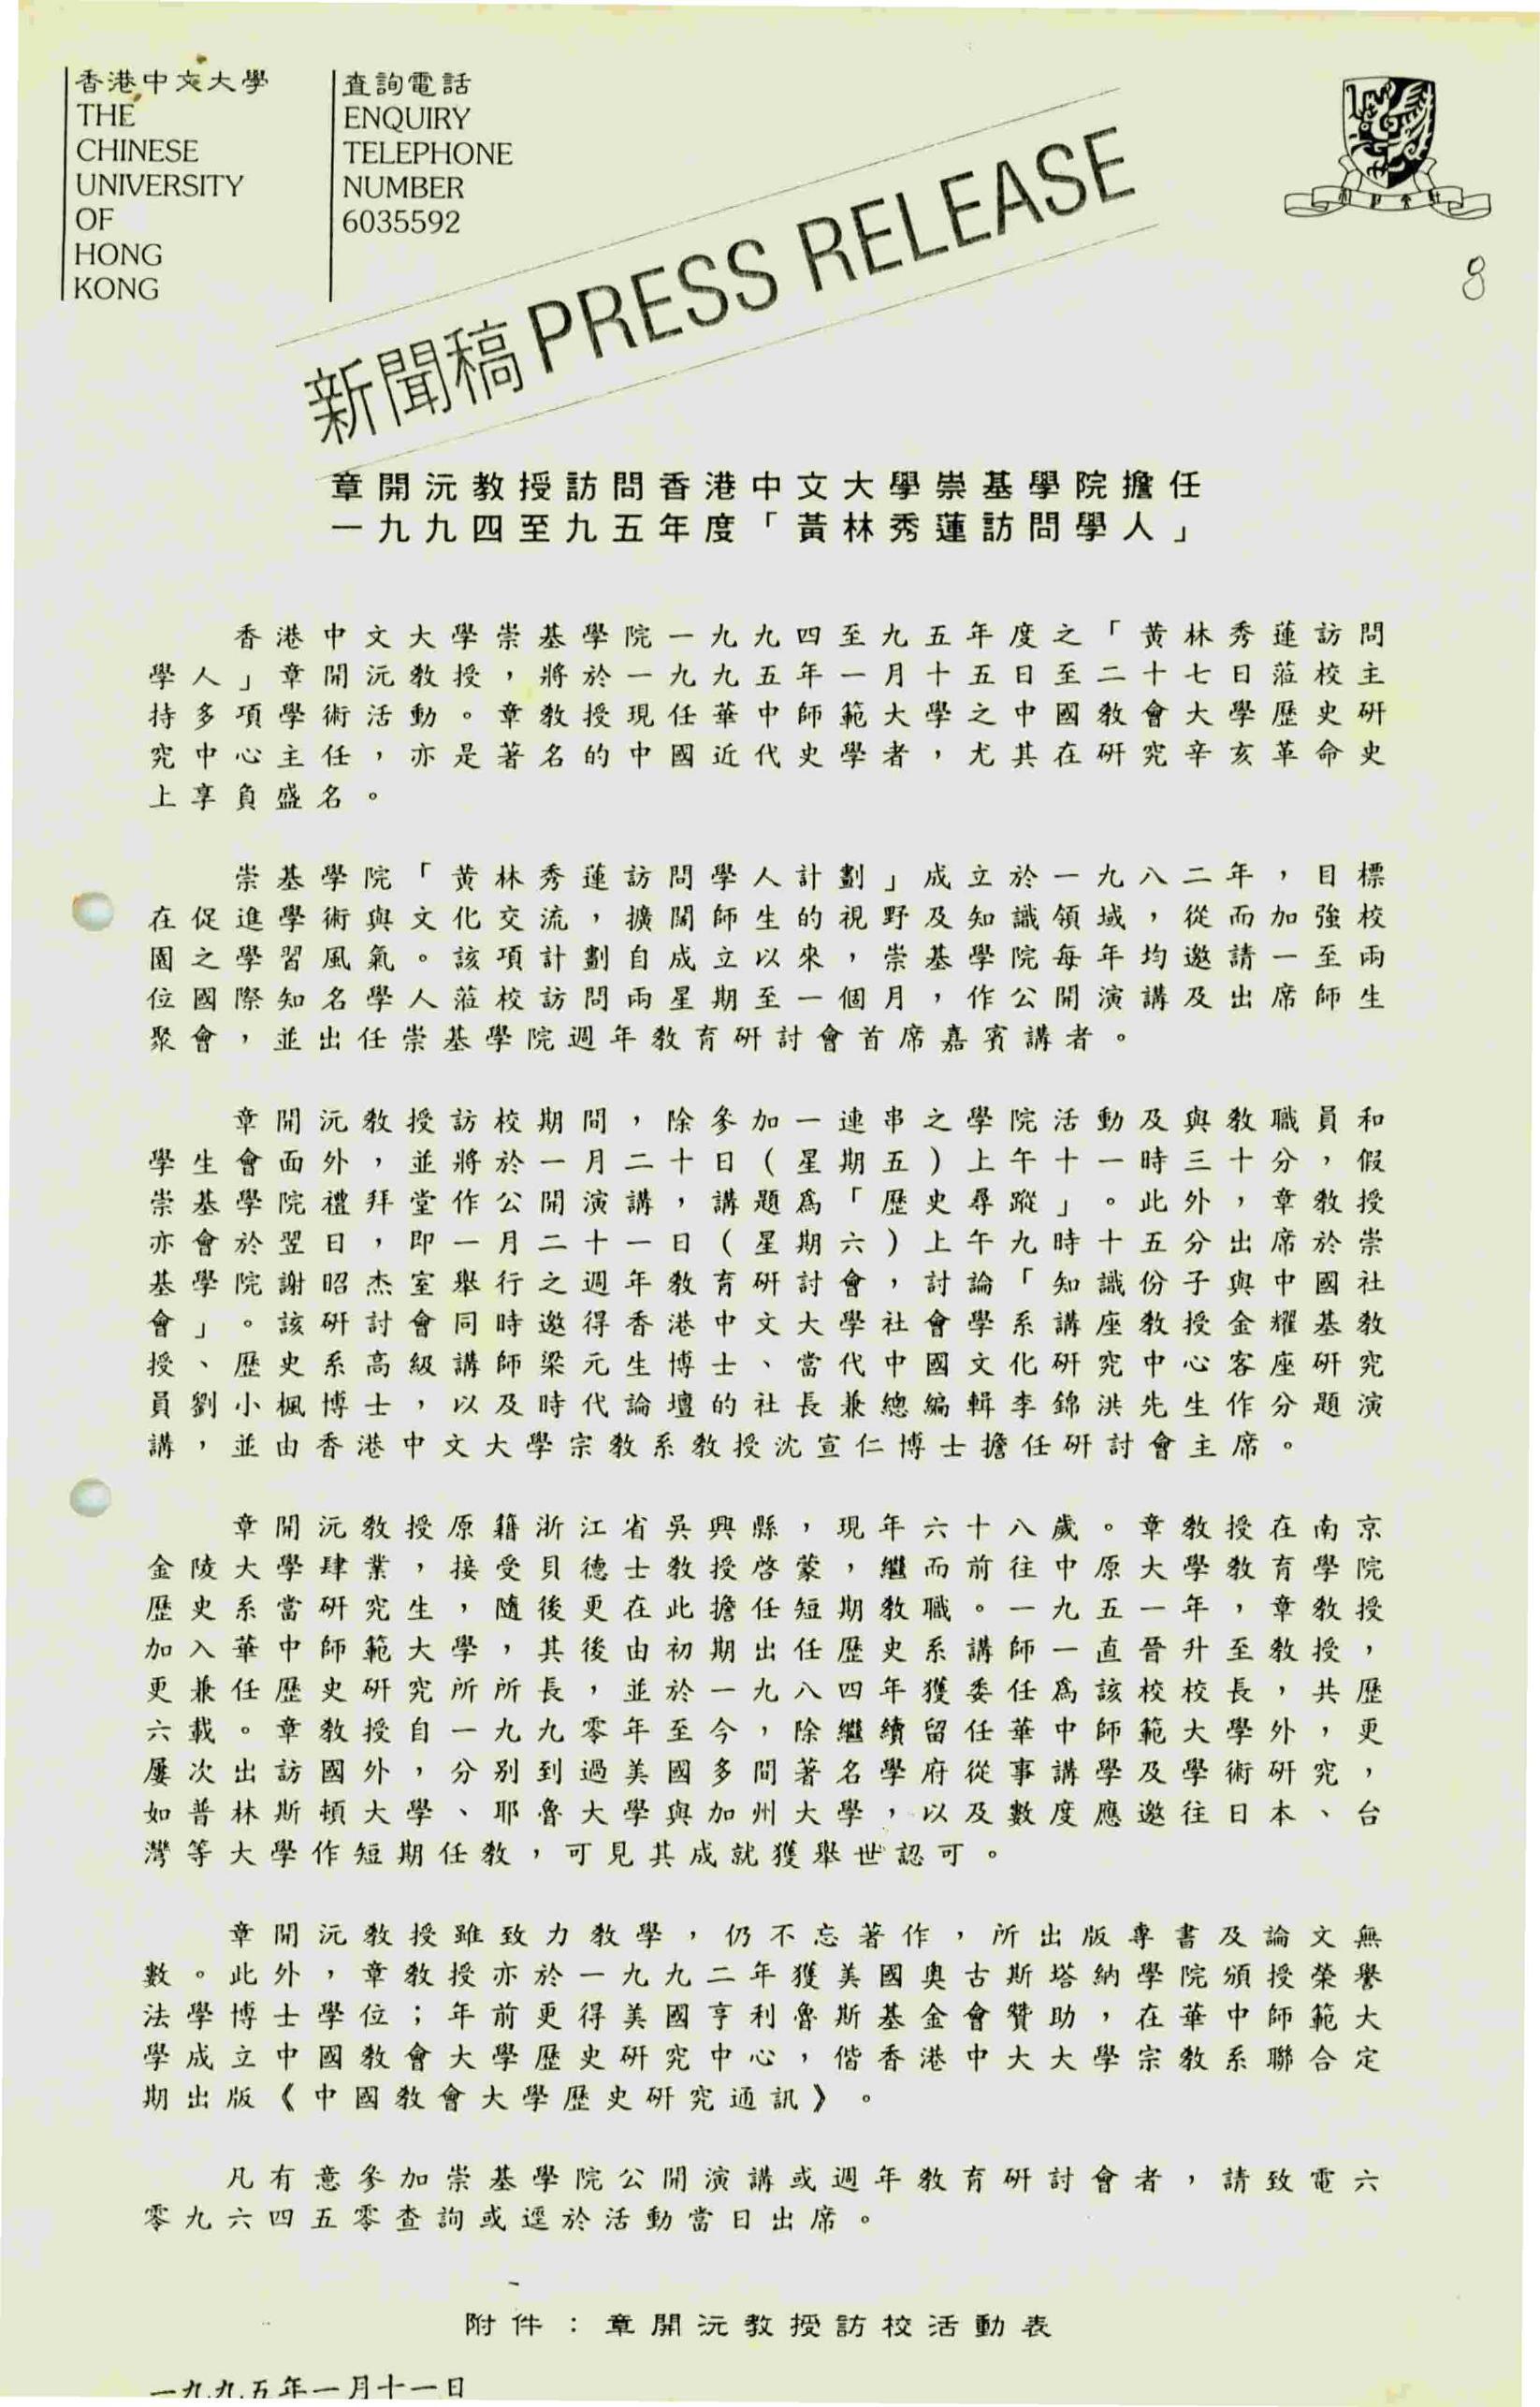 香港中文大學
THE
CHINESE
UNIVERSITY
OF
HONG
KONG
查詢電話
ENQUIRY
TELEPHONE
NUMBER
6035592
新聞稿 PRESS RELEASE
8
章開沅教授訪問香港中文大學崇基學院擔任
一九九四至九五年度「黃林秀蓮訪問學人」
香港中文大學崇基學院一九九四至九五年度之「黃林秀蓮訪問
學人」章開沅教授，將於一九九五年一月十五日至二十七日蒞校主
持多項學術活動。章教授現任華中師範大學之中國教會大學歷史研
究中心主任，亦是著名的中國近代史學者，尤其在研究辛亥革命史
上享負盛名。
崇基學院「黃林秀蓮訪問學人計劃」成立於一九八二年，目標
在促進學術與文化交流，擴闊師生的視野及知識領域，從而加強校
園之學習風氣。該項計劃自成立以來，崇基學院每年均邀請一至兩
位國際知名學人蒞校訪問兩星期至一個月，作公開演講及出席師生
聚會，並出任崇基學院週年教育研討會首席嘉賓講者。
章開沅教授訪校期間，除參加一連串之學院活動及與教職員和
學生會面外，並將於一月二十日（星期五）上午十一時三十分，假
崇基學院禮拜堂作公開演講，講題為「歷史尋蹤」。此外，章教授
亦會於翌日，即一月二十一日（星期六）上午九時十五分出席於崇
基學院謝昭杰室舉行之週年教育研討會，討論「知識份子與中國社
會」。該研討會同時邀得香港中文大學社會學系講座教授金耀基教
授、歷史系高級講師梁元生博士、當代中國文化研究中心客座研究
員劉小楓博士，以及時代論壇的社長兼總編輯李錦洪先生作分題演
講，並由香港中文大學宗教系教授沈宣仁博士擔任研討會主席。
章開沅教授原籍浙江省吳興縣，現年六十八歲。章教授在南京
金陵大學肄業，接受貝德士教授啓蒙，繼而前往中原大學教育學院
歷史系當研究生，隨後更在此擔任短期教職。一九五一年，章教授
加入華中師範大學，其後由初期出任歷史系講師一直晉升至教授，
更兼任歷史研究所所長，並於一九八四年獲委任為該校校長，共歷
六載。章教授自一九九零年至今，除繼續留任華中師範大學外，更
屢次出訪國外，分別到過美國多間著名學府從事講學及學術研究，
如普林斯頓大學、耶魯大學與加州大學，以及數度應邀往日本、台
灣等大學作短期任教，可見其成就獲舉世認可。
章開沅教授雖致力教學，仍不忘著作，所出版專書及論文無
數。此外，章教授亦於一九九二年獲美國奧古斯塔納學院頒授榮譽
法學博士學位；年前更得美國亨利魯斯基金會贊助，在華中師範大
學成立中國教會大學歷史研究中心，偕香港中大大學宗教系聯合定
期出版《中國教會大學歷史研究通訊》。
凡有意參加崇基學院公開演講或週年教育研討會者，請致電六
零九六四五零查詢或逕於活動當日出席。
附件：章開沅教授訪校活動表
一九九五年一月十一日